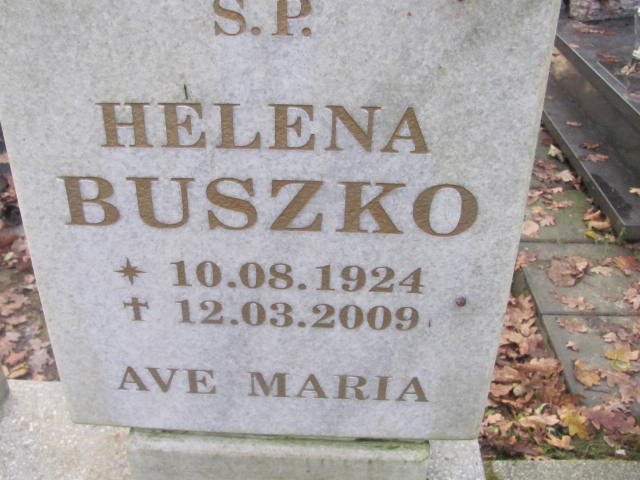 S.P.
HELENA
BUSZKO
* 10.08.1924
✝ 12.03.2009
AVE MARIA